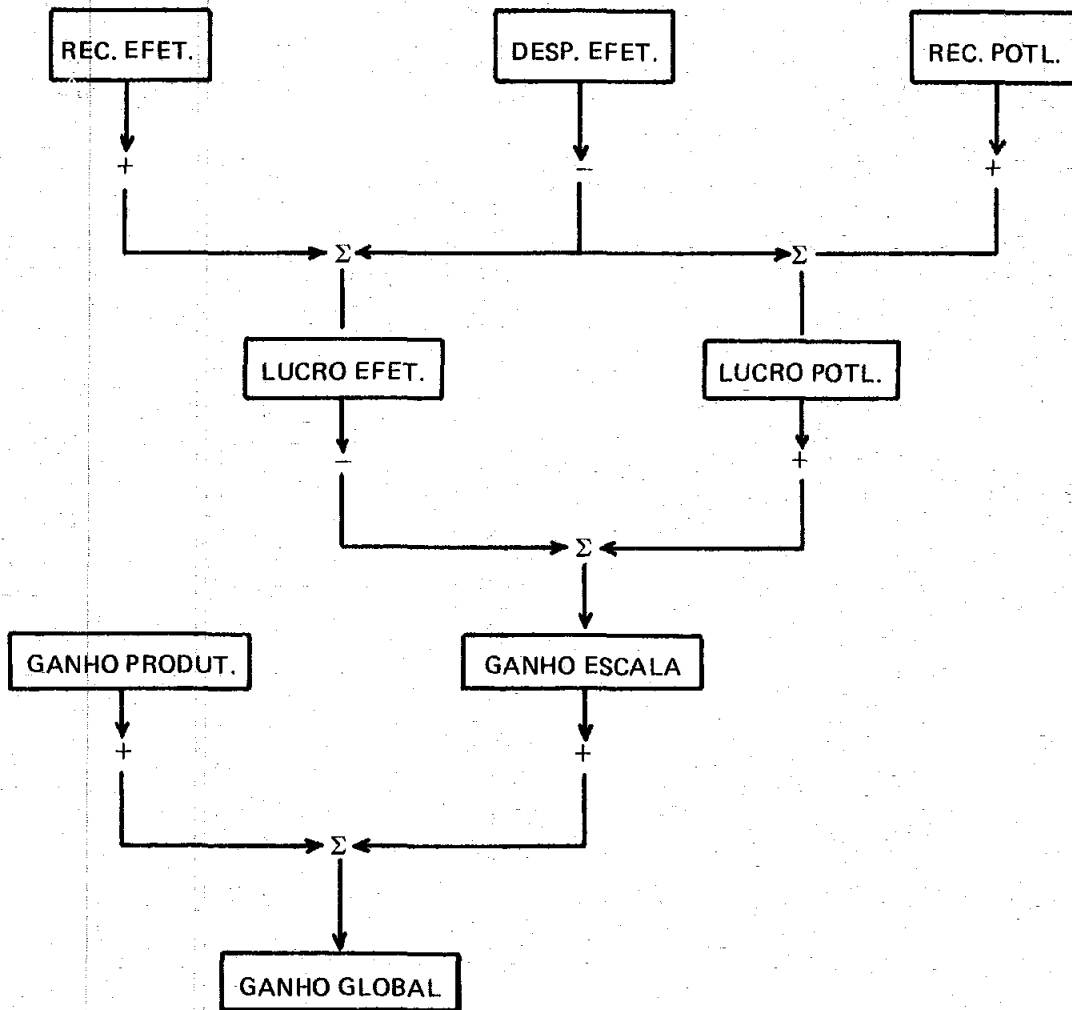 REC. EFET.
DESP. EFET.
REC. POTL.
+
−
+
Σ
Σ
LUCRO EFET.
LUCRO POTL.
−
+
Σ
GANHO PRODUT.
GANHO ESCALA
+
+
Σ
GANHO GLOBAL